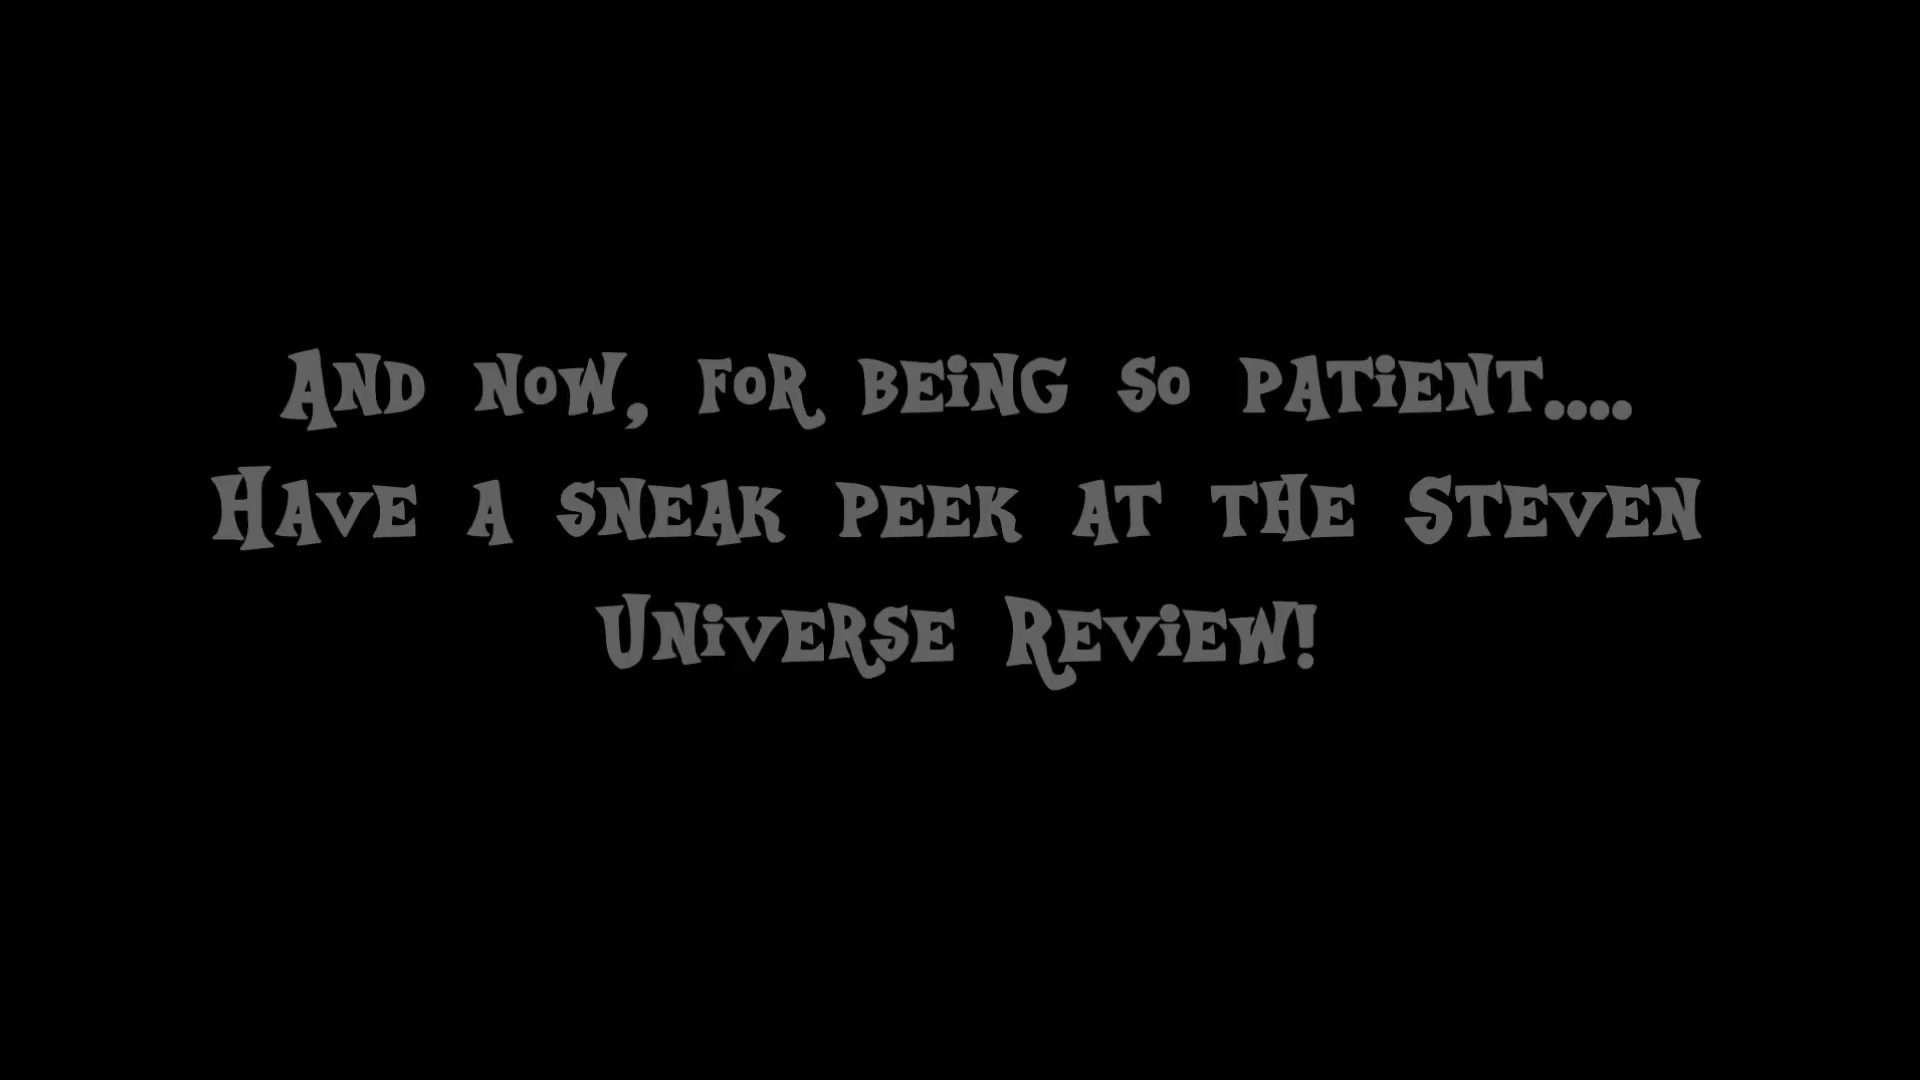 And now, for being so patient....
Have a sneak peek at the Steven
Universe Review!